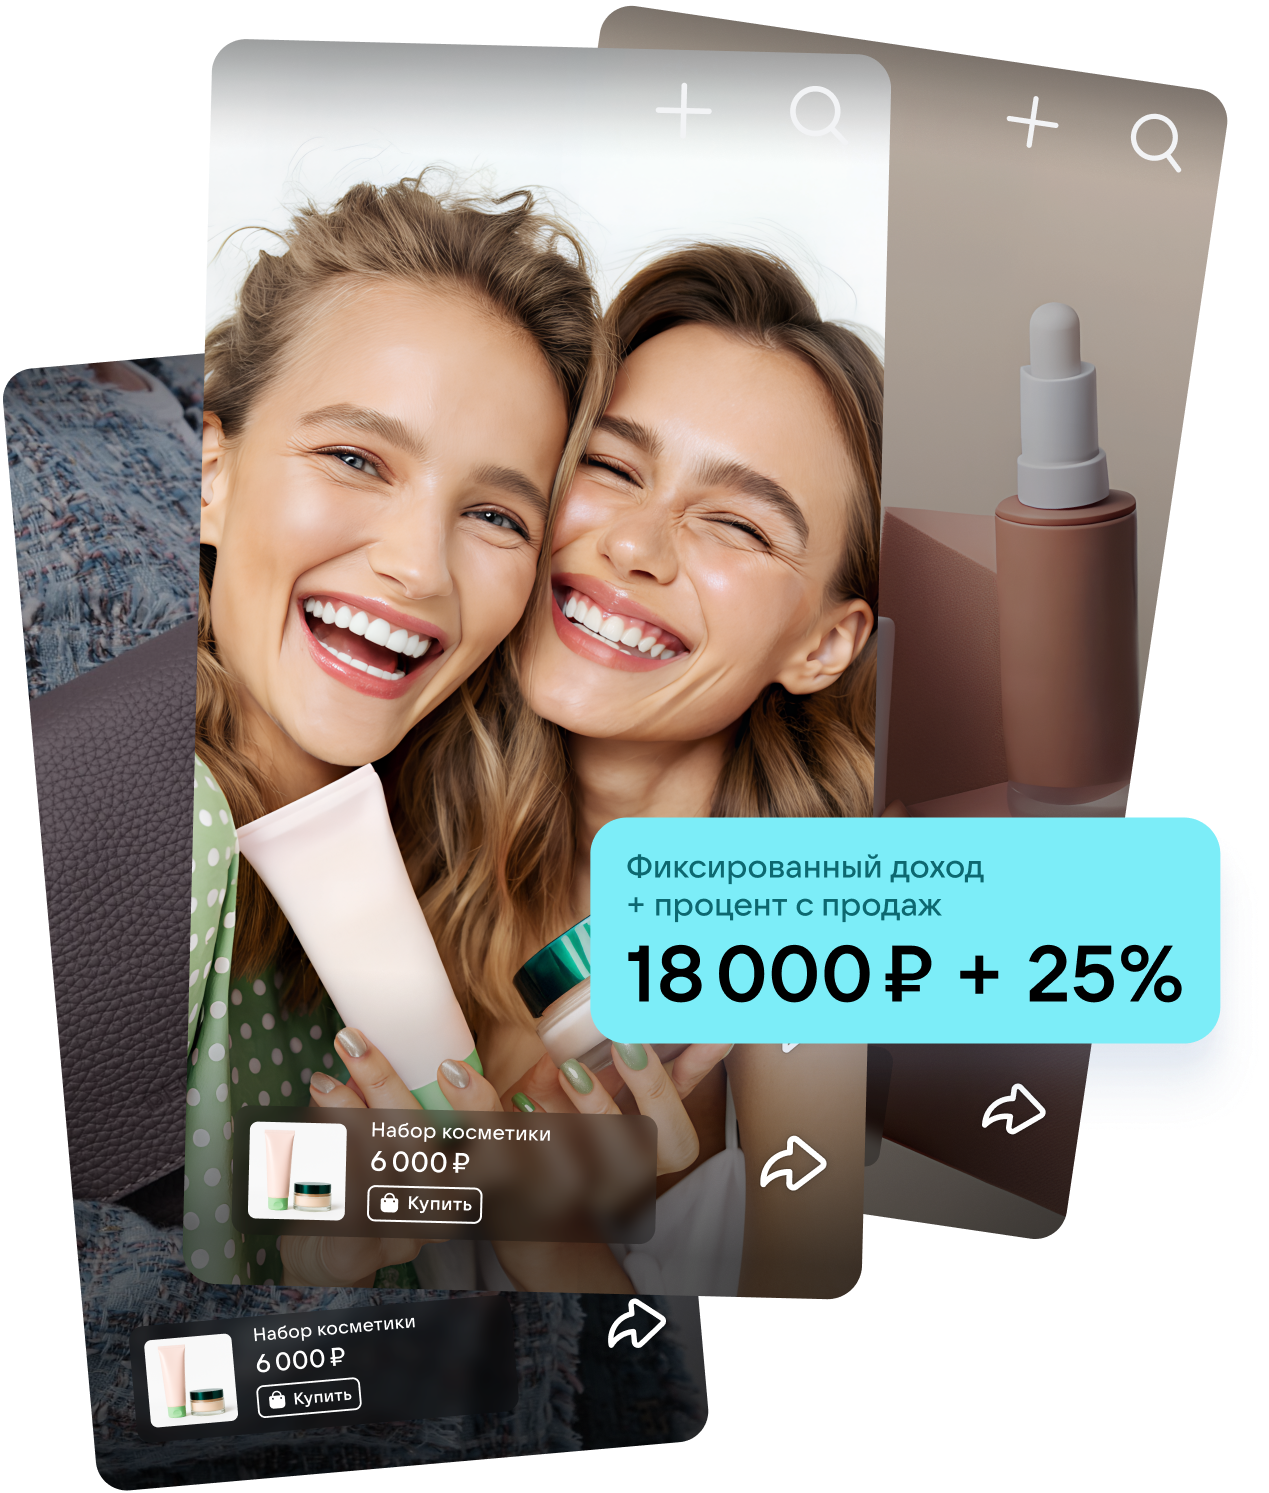 Фиксированный доход
+ процент с продаж
18 000 ₽ + 25%
Набор косметики
6 000 ₽
Купить
Набор косметики
6 000 ₽
Купить